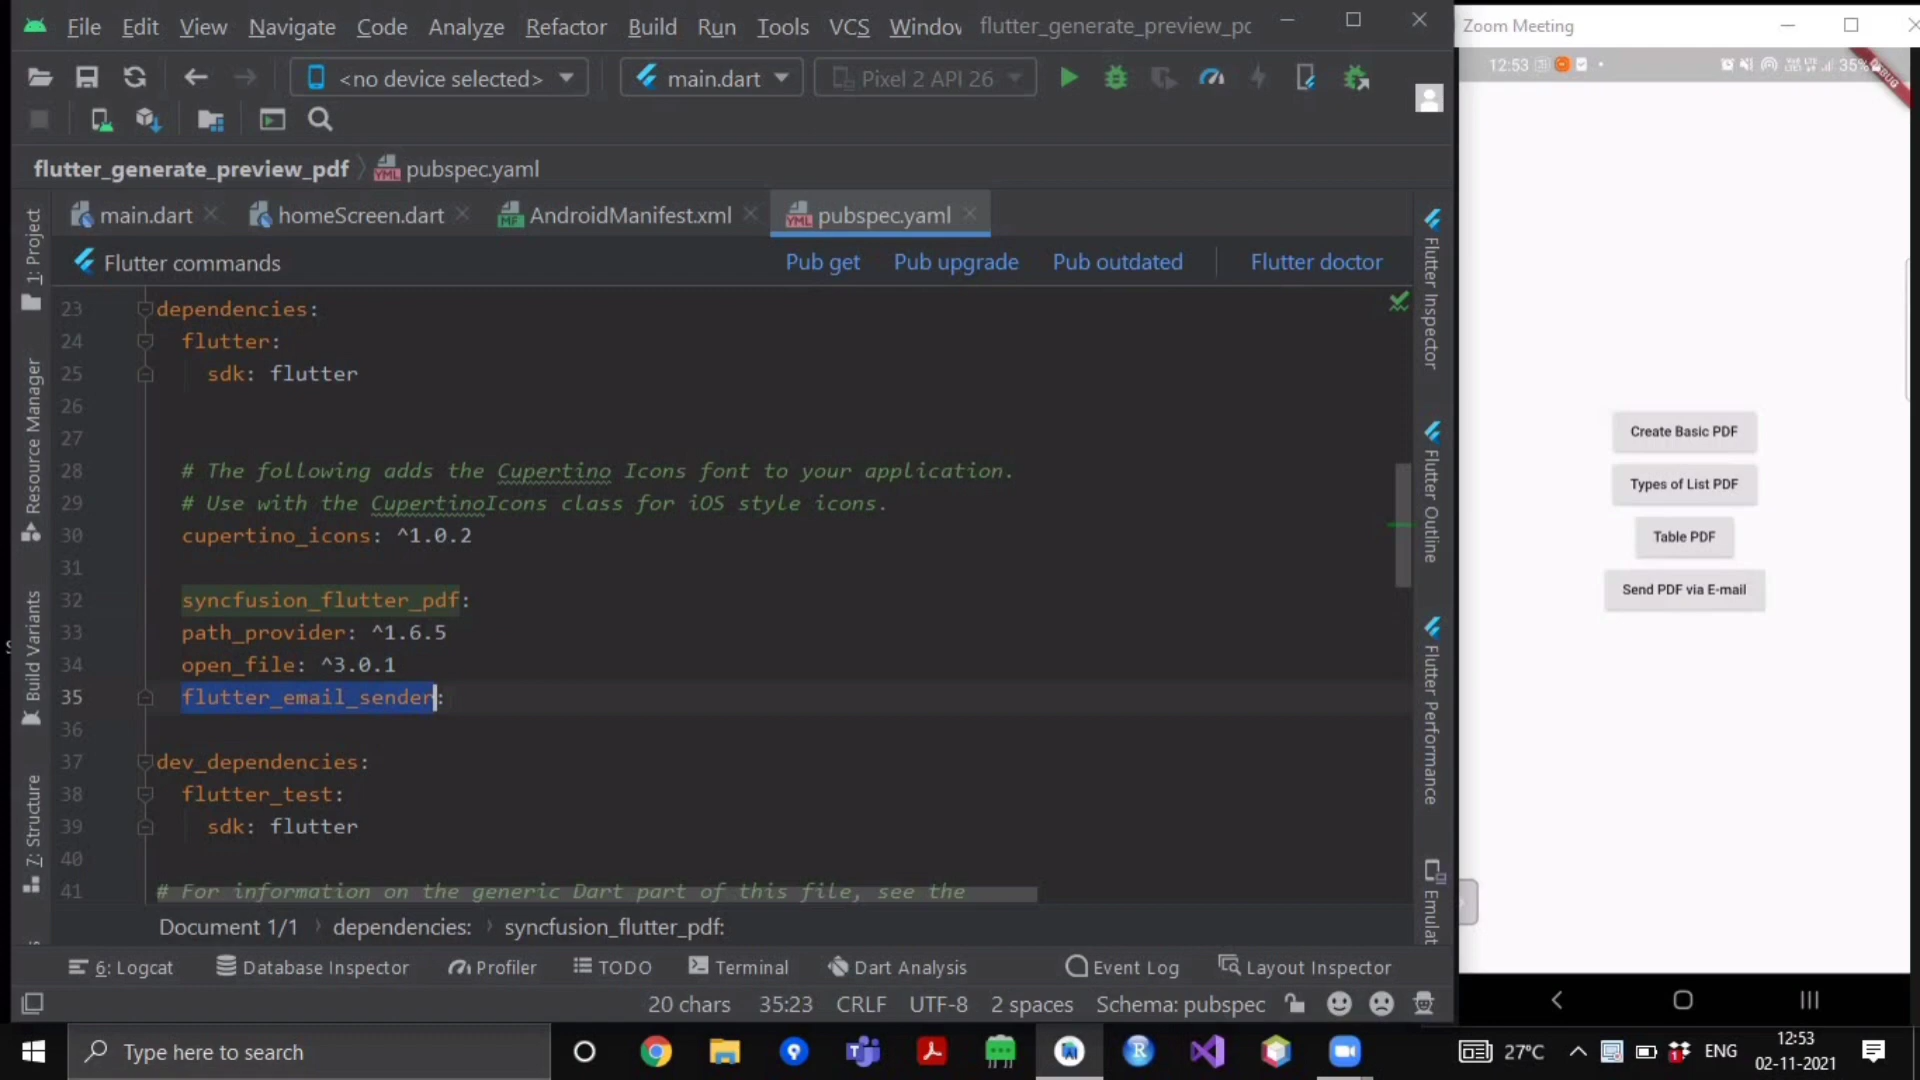 File Edit View Navigate Code Analyze Refactor Build Run Tools VCS Windov flutter_generate_preview_pc
Zoom Meeting
<no device selected> main.dart Pixel 2 API 26
12:53 35%
DEBUG
flutter_generate_preview_pdf pubspec.yaml
main.dart homeScreen.dart AndroidManifest.xml pubspec.yaml
Flutter commands Pub get Pub upgrade Pub outdated Flutter doctor
1: Project
Resource Manager
Build Variants
7: Structure
23 dependencies:
24 flutter:
25 sdk: flutter
26
27
28 # The following adds the Cupertino Icons font to your application.
29 # Use with the CupertinoIcons class for iOS style icons.
30 cupertino_icons: ^1.0.2
31
32 syncfusion_flutter_pdf:
33 path_provider: ^1.6.5
34 open_file: ^3.0.1
35 flutter_email_sender:
36
37 dev_dependencies:
38 flutter_test:
39 sdk: flutter
40
41 # For information on the generic Dart part of this file, see the
Flutter Inspector
Flutter Outline
Flutter Performance
Emulat
Create Basic PDF
Types of List PDF
Table PDF
Send PDF via E-mail
Document 1/1 › dependencies: › syncfusion_flutter_pdf:
6: Logcat Database Inspector Profiler TODO Terminal Dart Analysis Event Log Layout Inspector
20 chars 35:23 CRLF UTF-8 2 spaces Schema: pubspec
Type here to search
27°C ENG 12:53
02-11-2021